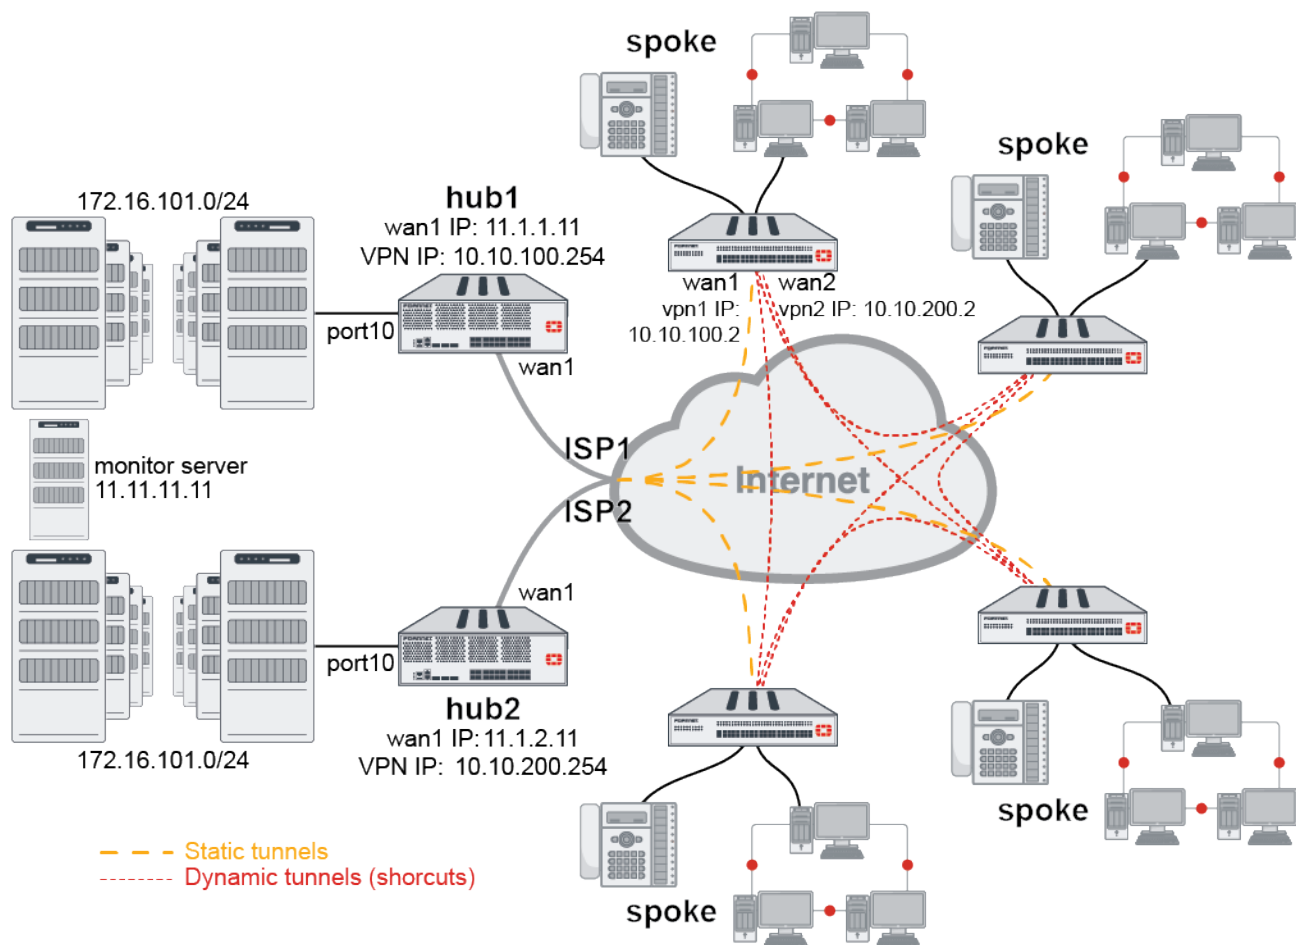 spoke
spoke
172.16.101.0/24
hub1
wan1 IP: 11.1.1.11
VPN IP: 10.10.100.254
port10
wan1
wan1
wan2
vpn1 IP:
10.10.100.2
vpn2 IP: 10.10.200.2
monitor server
11.11.11.11
ISP1
Internet
ISP2
wan1
port10
hub2
wan1 IP: 11.1.2.11
VPN IP: 10.10.200.254
172.16.101.0/24
spoke
spoke
Static tunnels
Dynamic tunnels (shorcuts)